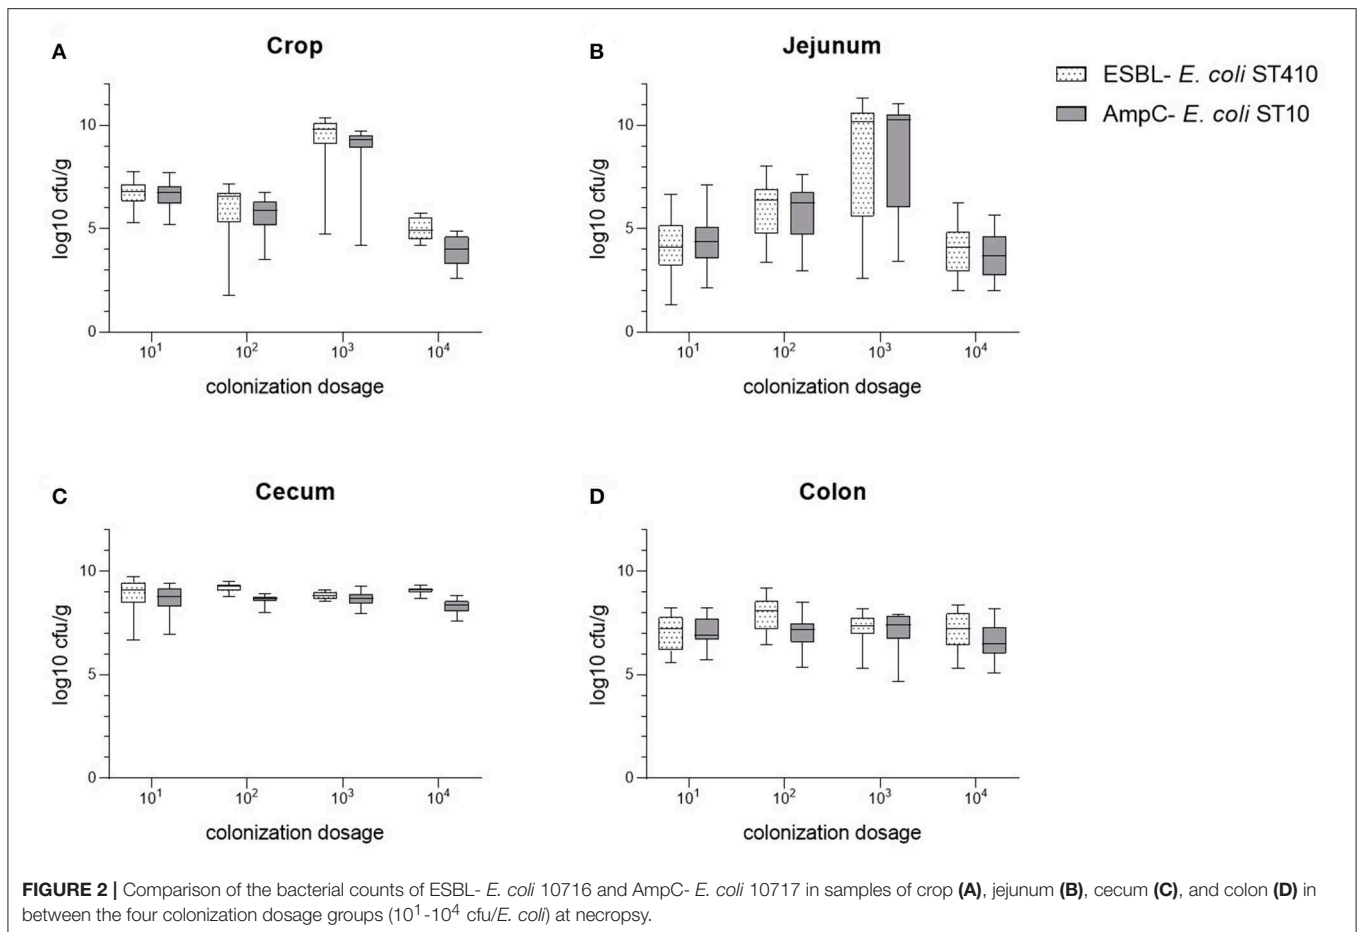 A
Crop
log10 cfu/g
10
5
0
10¹ 10² 10³ 10⁴
colonization dosage
B
Jejunum
log10 cfu/g
10
5
0
10¹ 10² 10³ 10⁴
colonization dosage
ESBL- E. coli ST410
AmpC- E. coli ST10
C
Cecum
log10 cfu/g
10
5
0
10¹ 10² 10³ 10⁴
colonization dosage
D
Colon
log10 cfu/g
10
5
0
10¹ 10² 10³ 10⁴
colonization dosage
FIGURE 2 | Comparison of the bacterial counts of ESBL- E. coli 10716 and AmpC- E. coli 10717 in samples of crop (A), jejunum (B), cecum (C), and colon (D) in
between the four colonization dosage groups (10¹-10⁴ cfu/E. coli) at necropsy.